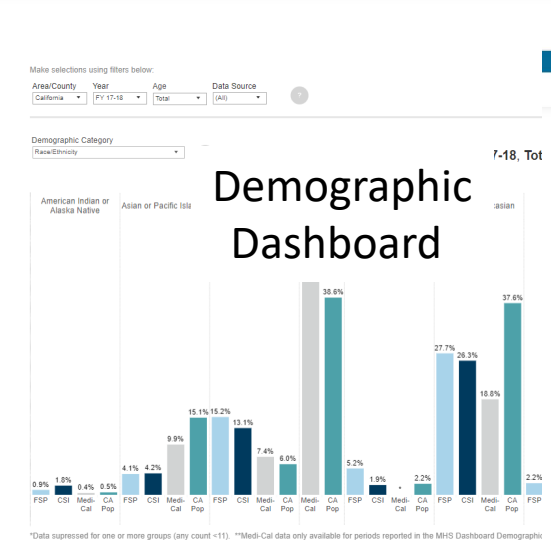 Make selections using filters below:
Area/County Year Age Data Source
California FY 17-18 Total (All) ?
Demographic Category
Race/Ethnicity
7-18, Tot
Demographic
Dashboard
American Indian or
Alaska Native
Asian or Pacific Isla
asian
38.6%
37.6%
27.7%
26.3%
18.8%
15.1% 15.2%
13.1%
9.9%
7.4%
6.0%
5.2%
4.1% 4.2%
2.2%
2.2%
1.9%
*
1.8%
0.9%
0.4% 0.5%
FSP CSI Medi-Cal CA Pop FSP CSI Medi-Cal CA Pop FSP CSI Medi-Cal CA Pop Medi-Cal CA Pop FSP CSI Medi-Cal CA Pop FSP CSI Medi-Cal CA Pop FSP
*Data supressed for one or more groups (any count <11). **Medi-Cal data only available for periods reported in the MHS Dashboard Demographic